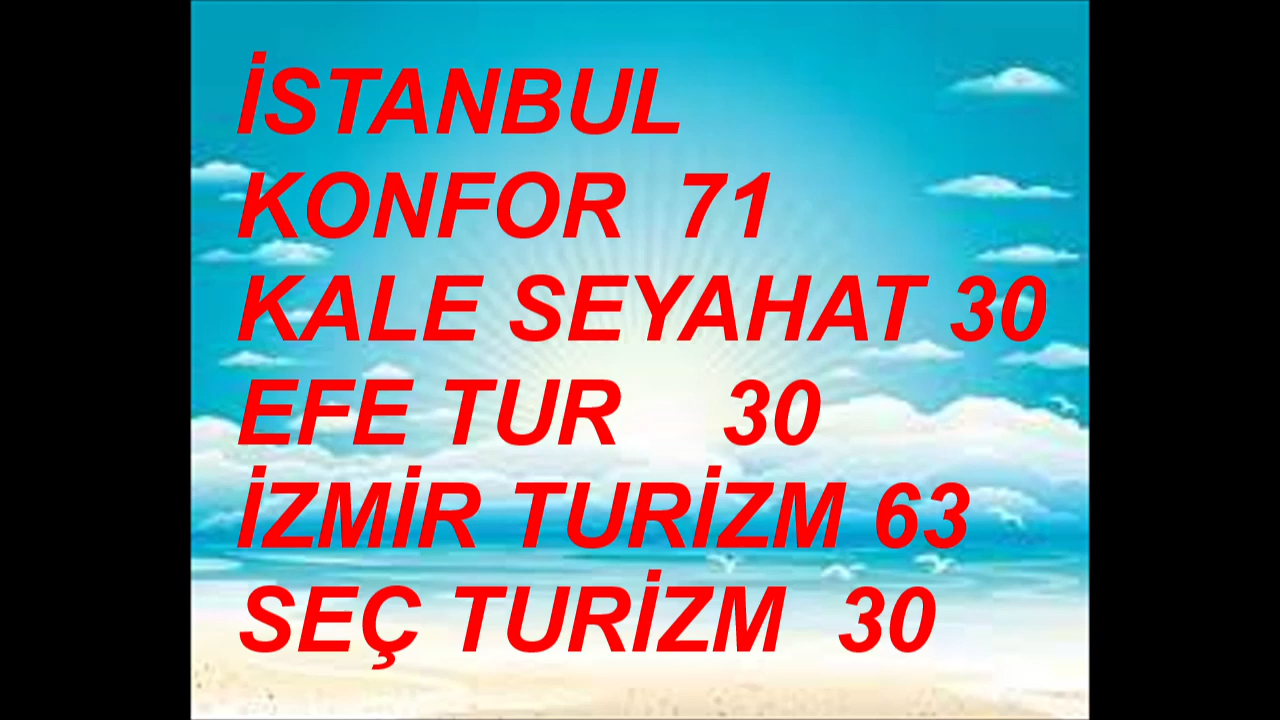 İSTANBUL
KONFOR 71
KALE SEYAHAT 30
EFE TUR 30
İZMİR TURİZM 63
SEÇ TURİZM 30